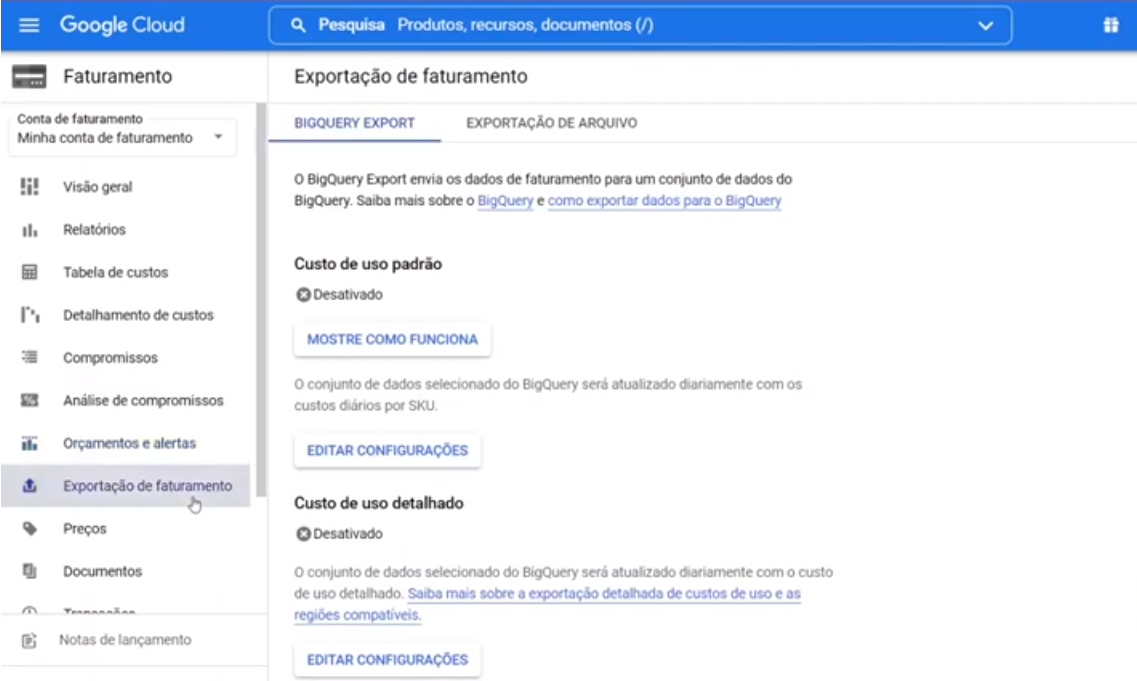 Google Cloud
Pesquisa Produtos, recursos, documentos (/)
Faturamento
Conta de faturamento
Minha conta de faturamento
Visão geral
Relatórios
Tabela de custos
Detalhamento de custos
Compromissos
Análise de compromissos
Orçamentos e alertas
Exportação de faturamento
Preços
Documentos
Transações
Notas de lançamento
Exportação de faturamento
BIGQUERY EXPORT EXPORTAÇÃO DE ARQUIVO
O BigQuery Export envia os dados de faturamento para um conjunto de dados do
BigQuery. Saiba mais sobre o BigQuery e como exportar dados para o BigQuery
Custo de uso padrão
Desativado
MOSTRE COMO FUNCIONA
O conjunto de dados selecionado do BigQuery será atualizado diariamente com os
custos diários por SKU.
EDITAR CONFIGURAÇÕES
Custo de uso detalhado
Desativado
O conjunto de dados selecionado do BigQuery será atualizado diariamente com o custo
de uso detalhado. Saiba mais sobre a exportação detalhada de custos de uso e as
regiões compatíveis.
EDITAR CONFIGURAÇÕES